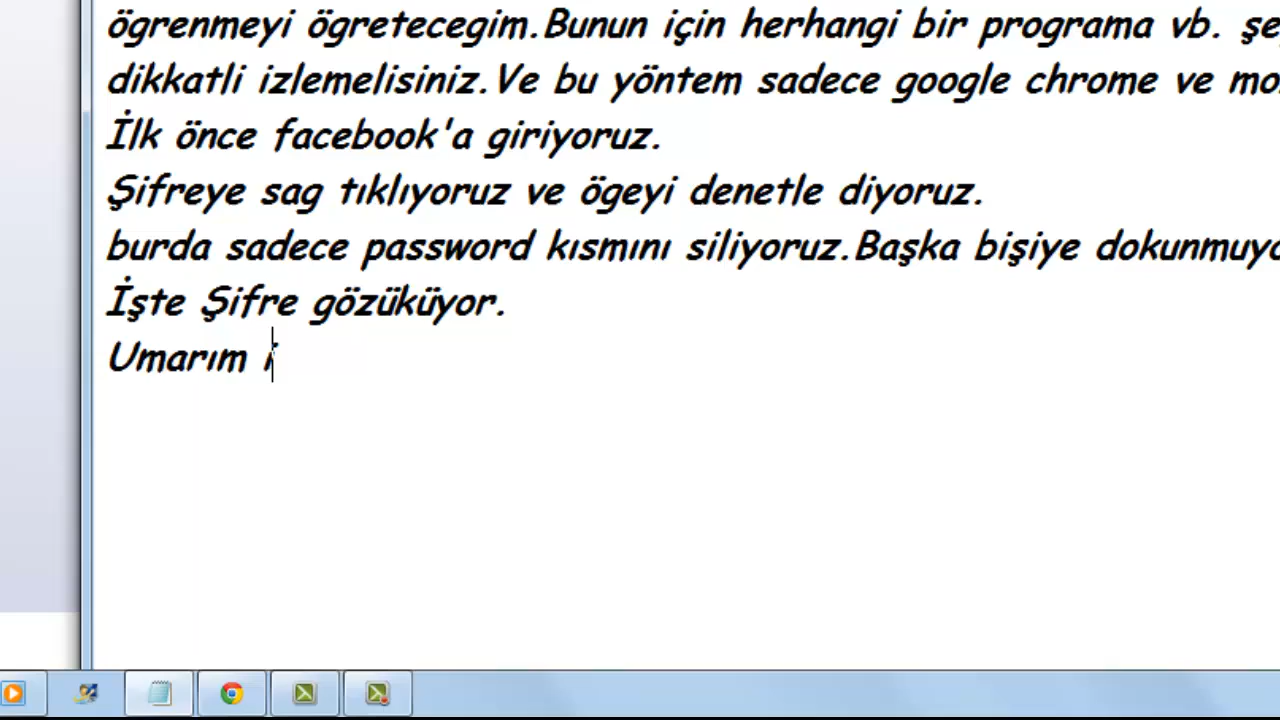 ögrenmeyi ögretecegim.Bunun için herhangi bir programa vb.
dikkatli izlemelisiniz.Ve bu yöntem sadece google chrome ve
İlk önce facebook'a giriyoruz.
Şifreye sag tıklıyoruz ve ögeyi denetle diyoruz.
burda sadece password kısmını siliyoruz.Başka bişiye
İşte Şifre gözüküyor.
Umarım i